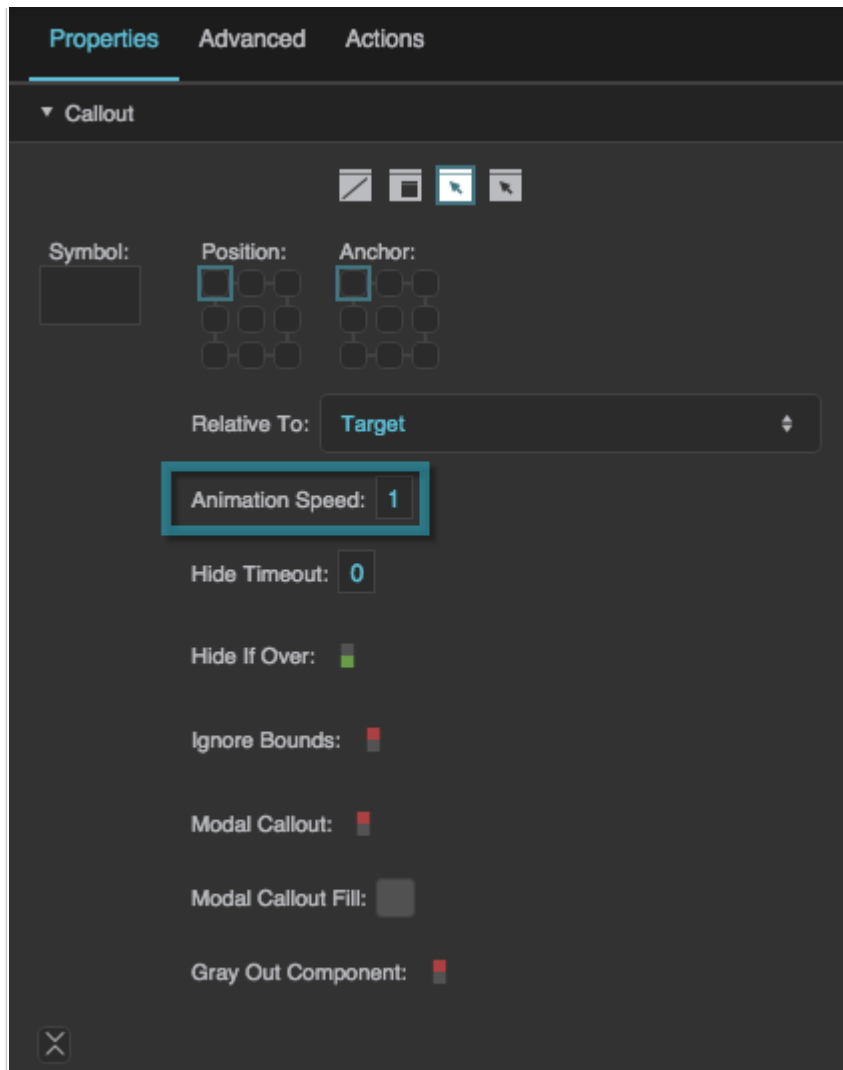 Properties Advanced Actions
Callout
Symbol: Position: Anchor:
Relative To: Target
Animation Speed: 1
Hide Timeout: 0
Hide If Over:
Ignore Bounds:
Modal Callout:
Modal Callout Fill:
Gray Out Component: